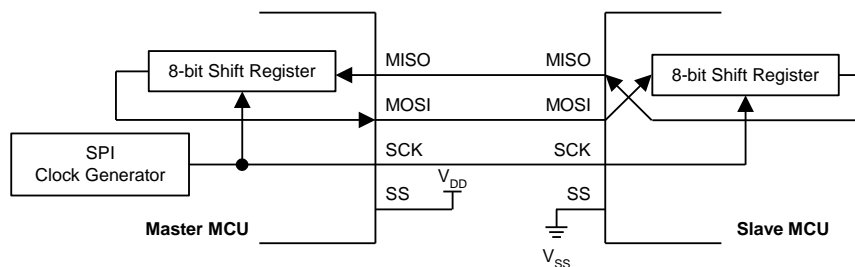 8-bit Shift Register
MISO
MISO
8-bit Shift Register
MOSI
MOSI
SPI
Clock Generator
SCK
SCK
VDD
SS
SS
Master MCU
Slave MCU
VSS